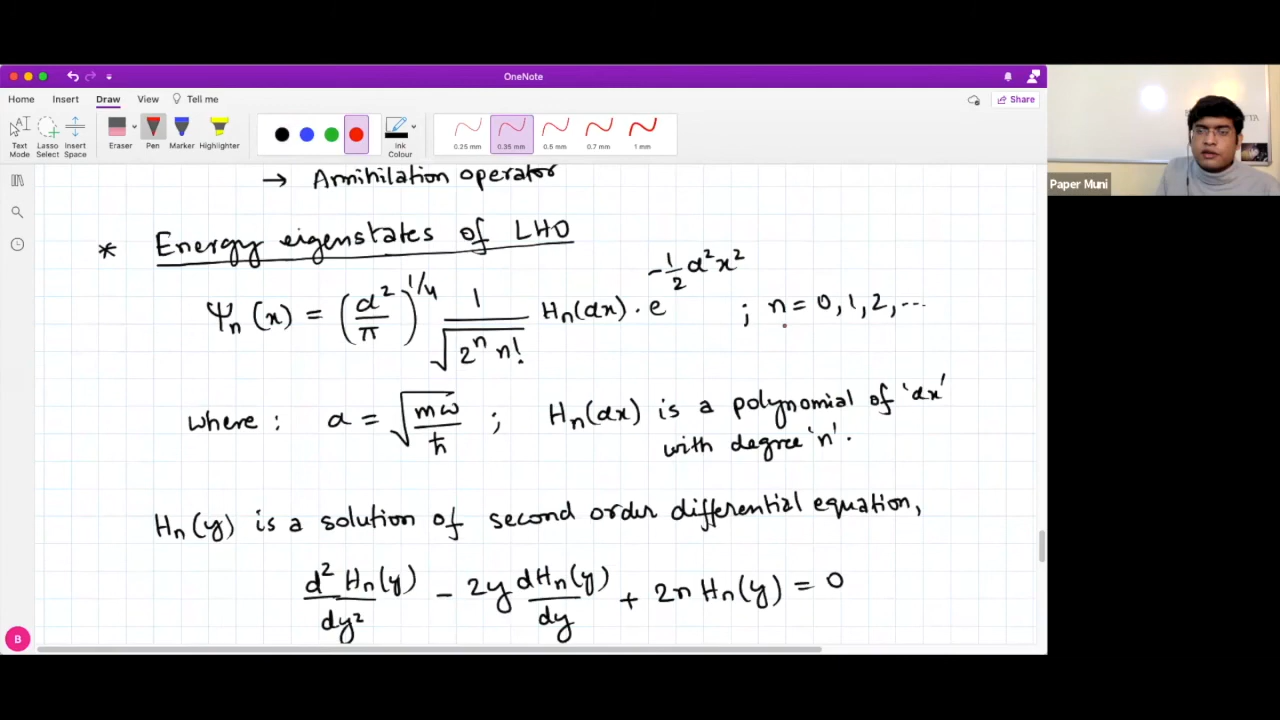 OneNote
Home Insert Draw View Tell me
Share
Text Mode
Lasso Select
Insert Space
Eraser
Pen
Marker
Highlighter
Ink Colour
0.25 mm 0.35 mm 0.5 mm 0.7 mm 1 mm
Paper Muni
→ Annihilation operator
* Energy eigenstates of LHO
Ψₙ(x) = (α²/π)^1/4 1/√(2ⁿ n!) Hₙ(αx) · e^(-1/2 α²x²) ; n = 0, 1, 2, ...
where : α = √(mω/ħ) ; Hₙ(αx) is a polynomial of 'αx'
with degree 'n'.
Hₙ(y) is a solution of second order differential equation,
d²Hₙ(y)/dy² - 2y dHₙ(y)/dy + 2n Hₙ(y) = 0
B